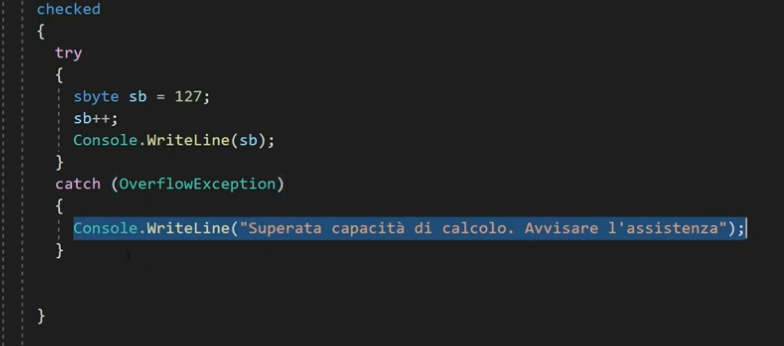 checked
{
try
{
sbyte sb = 127;
sb++;
Console.WriteLine(sb);
}
catch (OverflowException)
{
Console.WriteLine("Superata capacità di calcolo. Avvisare l'assistenza");
}
}